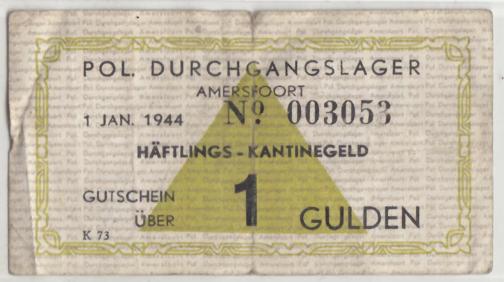 POL. DURCHGANGSLAGER
AMERSFOORT
1 JAN. 1944 No. 003053
HÄFTLINGS - KANTINEGELD
GUTSCHEIN
ÜBER 1 GULDEN
K 73